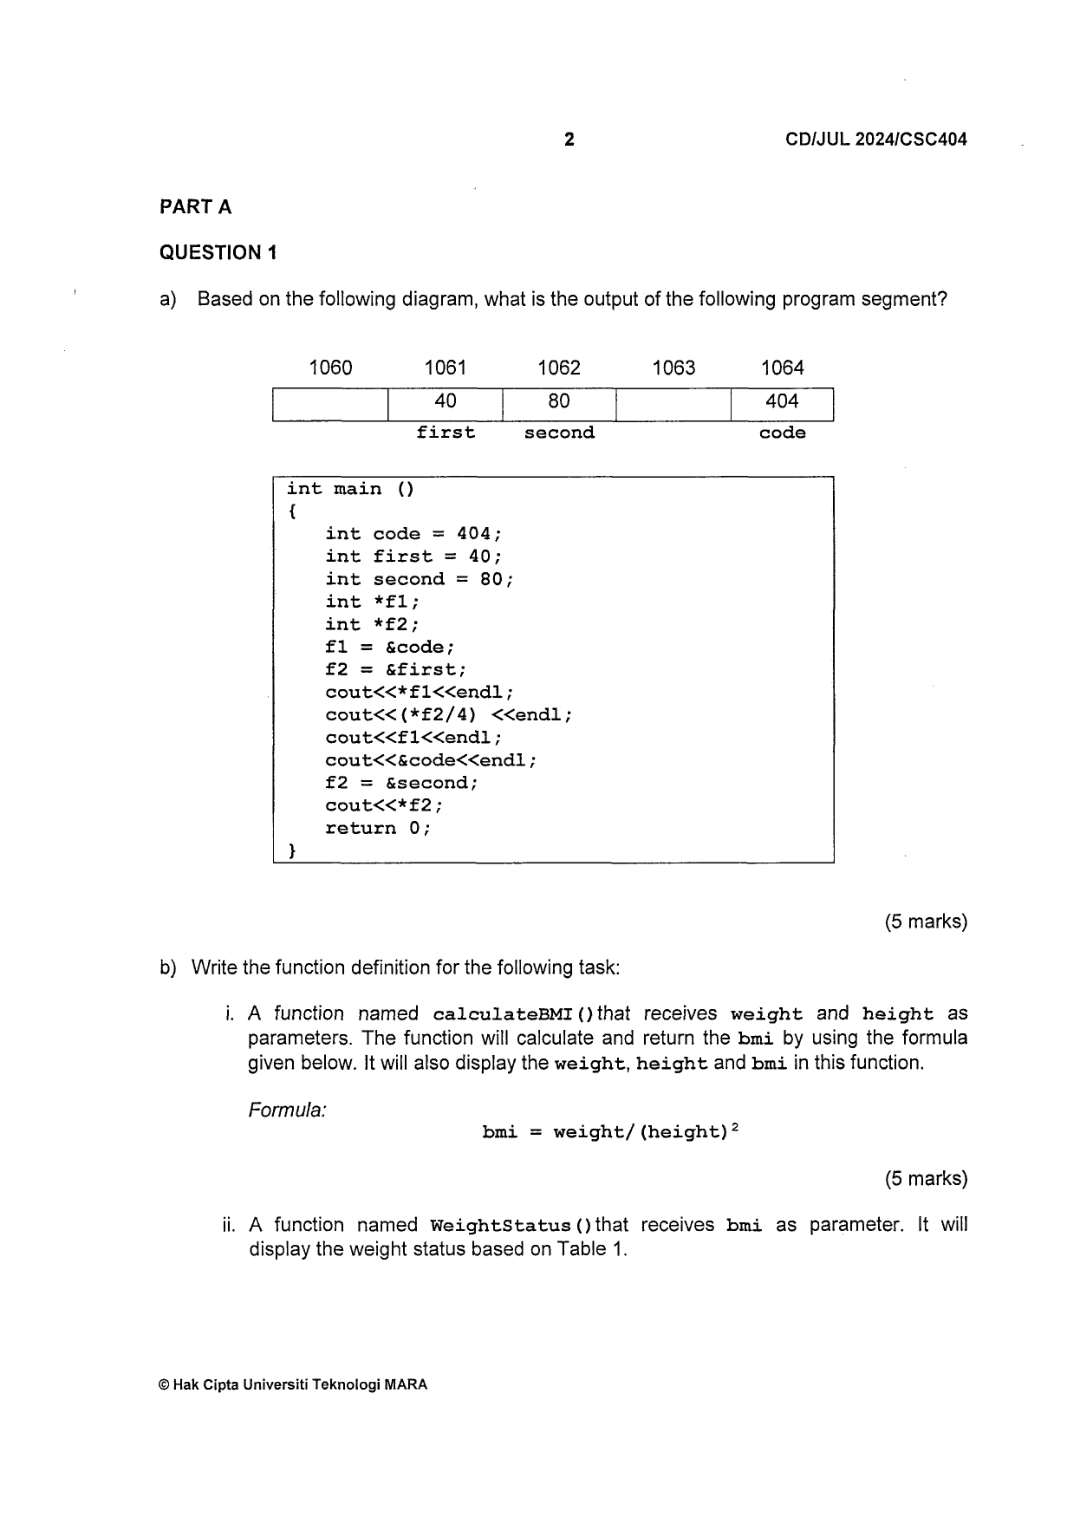 2 CD/JUL 2024/CSC404
PART A
QUESTION 1
a) Based on the following diagram, what is the output of the following program segment?
1060 1061 1062 1063 1064
40 80 404
first second code
int main ()
{
int code = 404;
int first = 40;
int second = 80;
int *f1;
int *f2;
f1 = &code;
f2 = &first;
cout<<*f1<<endl;
cout<<(*f2/4) <<endl;
cout<<f1<<endl;
cout<<&code<<endl;
f2 = &second;
cout<<*f2;
return 0;
}
(5 marks)
b) Write the function definition for the following task:
i. A function named calculateBMI()that receives weight and height as
parameters. The function will calculate and return the bmi by using the formula
given below. It will also display the weight, height and bmi in this function.
Formula:
bmi = weight/(height)²
(5 marks)
ii. A function named WeightStatus()that receives bmi as parameter. It will
display the weight status based on Table 1.
© Hak Cipta Universiti Teknologi MARA